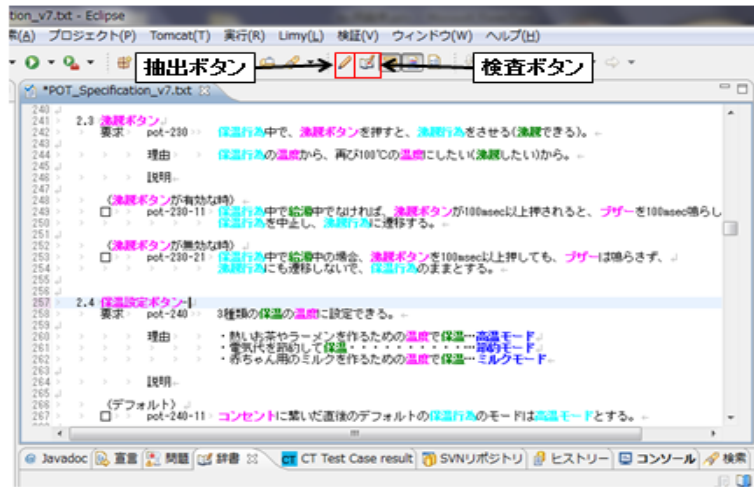 tion_v7.txt - Eclipse
索(A) プロジェクト(P) Tomcat(T) 実行(R) Limy(L) 検証(V) ウィンドウ(W) ヘルプ(H)
抽出ボタン
検査ボタン
*POT_Specification_v7.txt
240
241 2.3 沸騰ボタン
242 要求 pot-230 保温行為中で、沸騰ボタンを押すと、沸騰行為をさせる(沸騰できる)。
243
244 理由 保温行為の温度から、再び100℃の温度にしたい(沸騰したい)から。
245
246 説明
247
248 (沸騰ボタンが有効な時)
249 □ pot-230-11 保温行為中で給湯中でなければ、沸騰ボタンが100msec以上押されると、ブザーを100msec鳴らし
250 保温行為を中止し、沸騰行為に遷移する。
251
252 (沸騰ボタンが無効な時)
253 □ pot-230-21 保温行為中で給湯中の場合、沸騰ボタンを100msec以上押しても、ブザーは鳴らさず、
254 沸騰行為にも遷移しないで、保温行為のままとする。
255
256
257 2.4 保温設定ボタン
258 要求 pot-240 3種類の保温の温度に設定できる。
259
260 理由 ・熱いお茶やラーメンを作るための温度で保温…高温モード
261 ・電気代を節約して保温・・・・・・・・・・…節約モード
262 ・赤ちゃん用のミルクを作るための温度で保温…ミルクモード
263
264 説明
265
266 (デフォルト)
267 □ pot-240-11 コンセントに繋いだ直後のデフォルトの保温行為のモードは高温モードとする。
Javadoc 宣言 問題 辞書 CT Test Case result SVNリポジトリ ヒストリー コンソール 検索